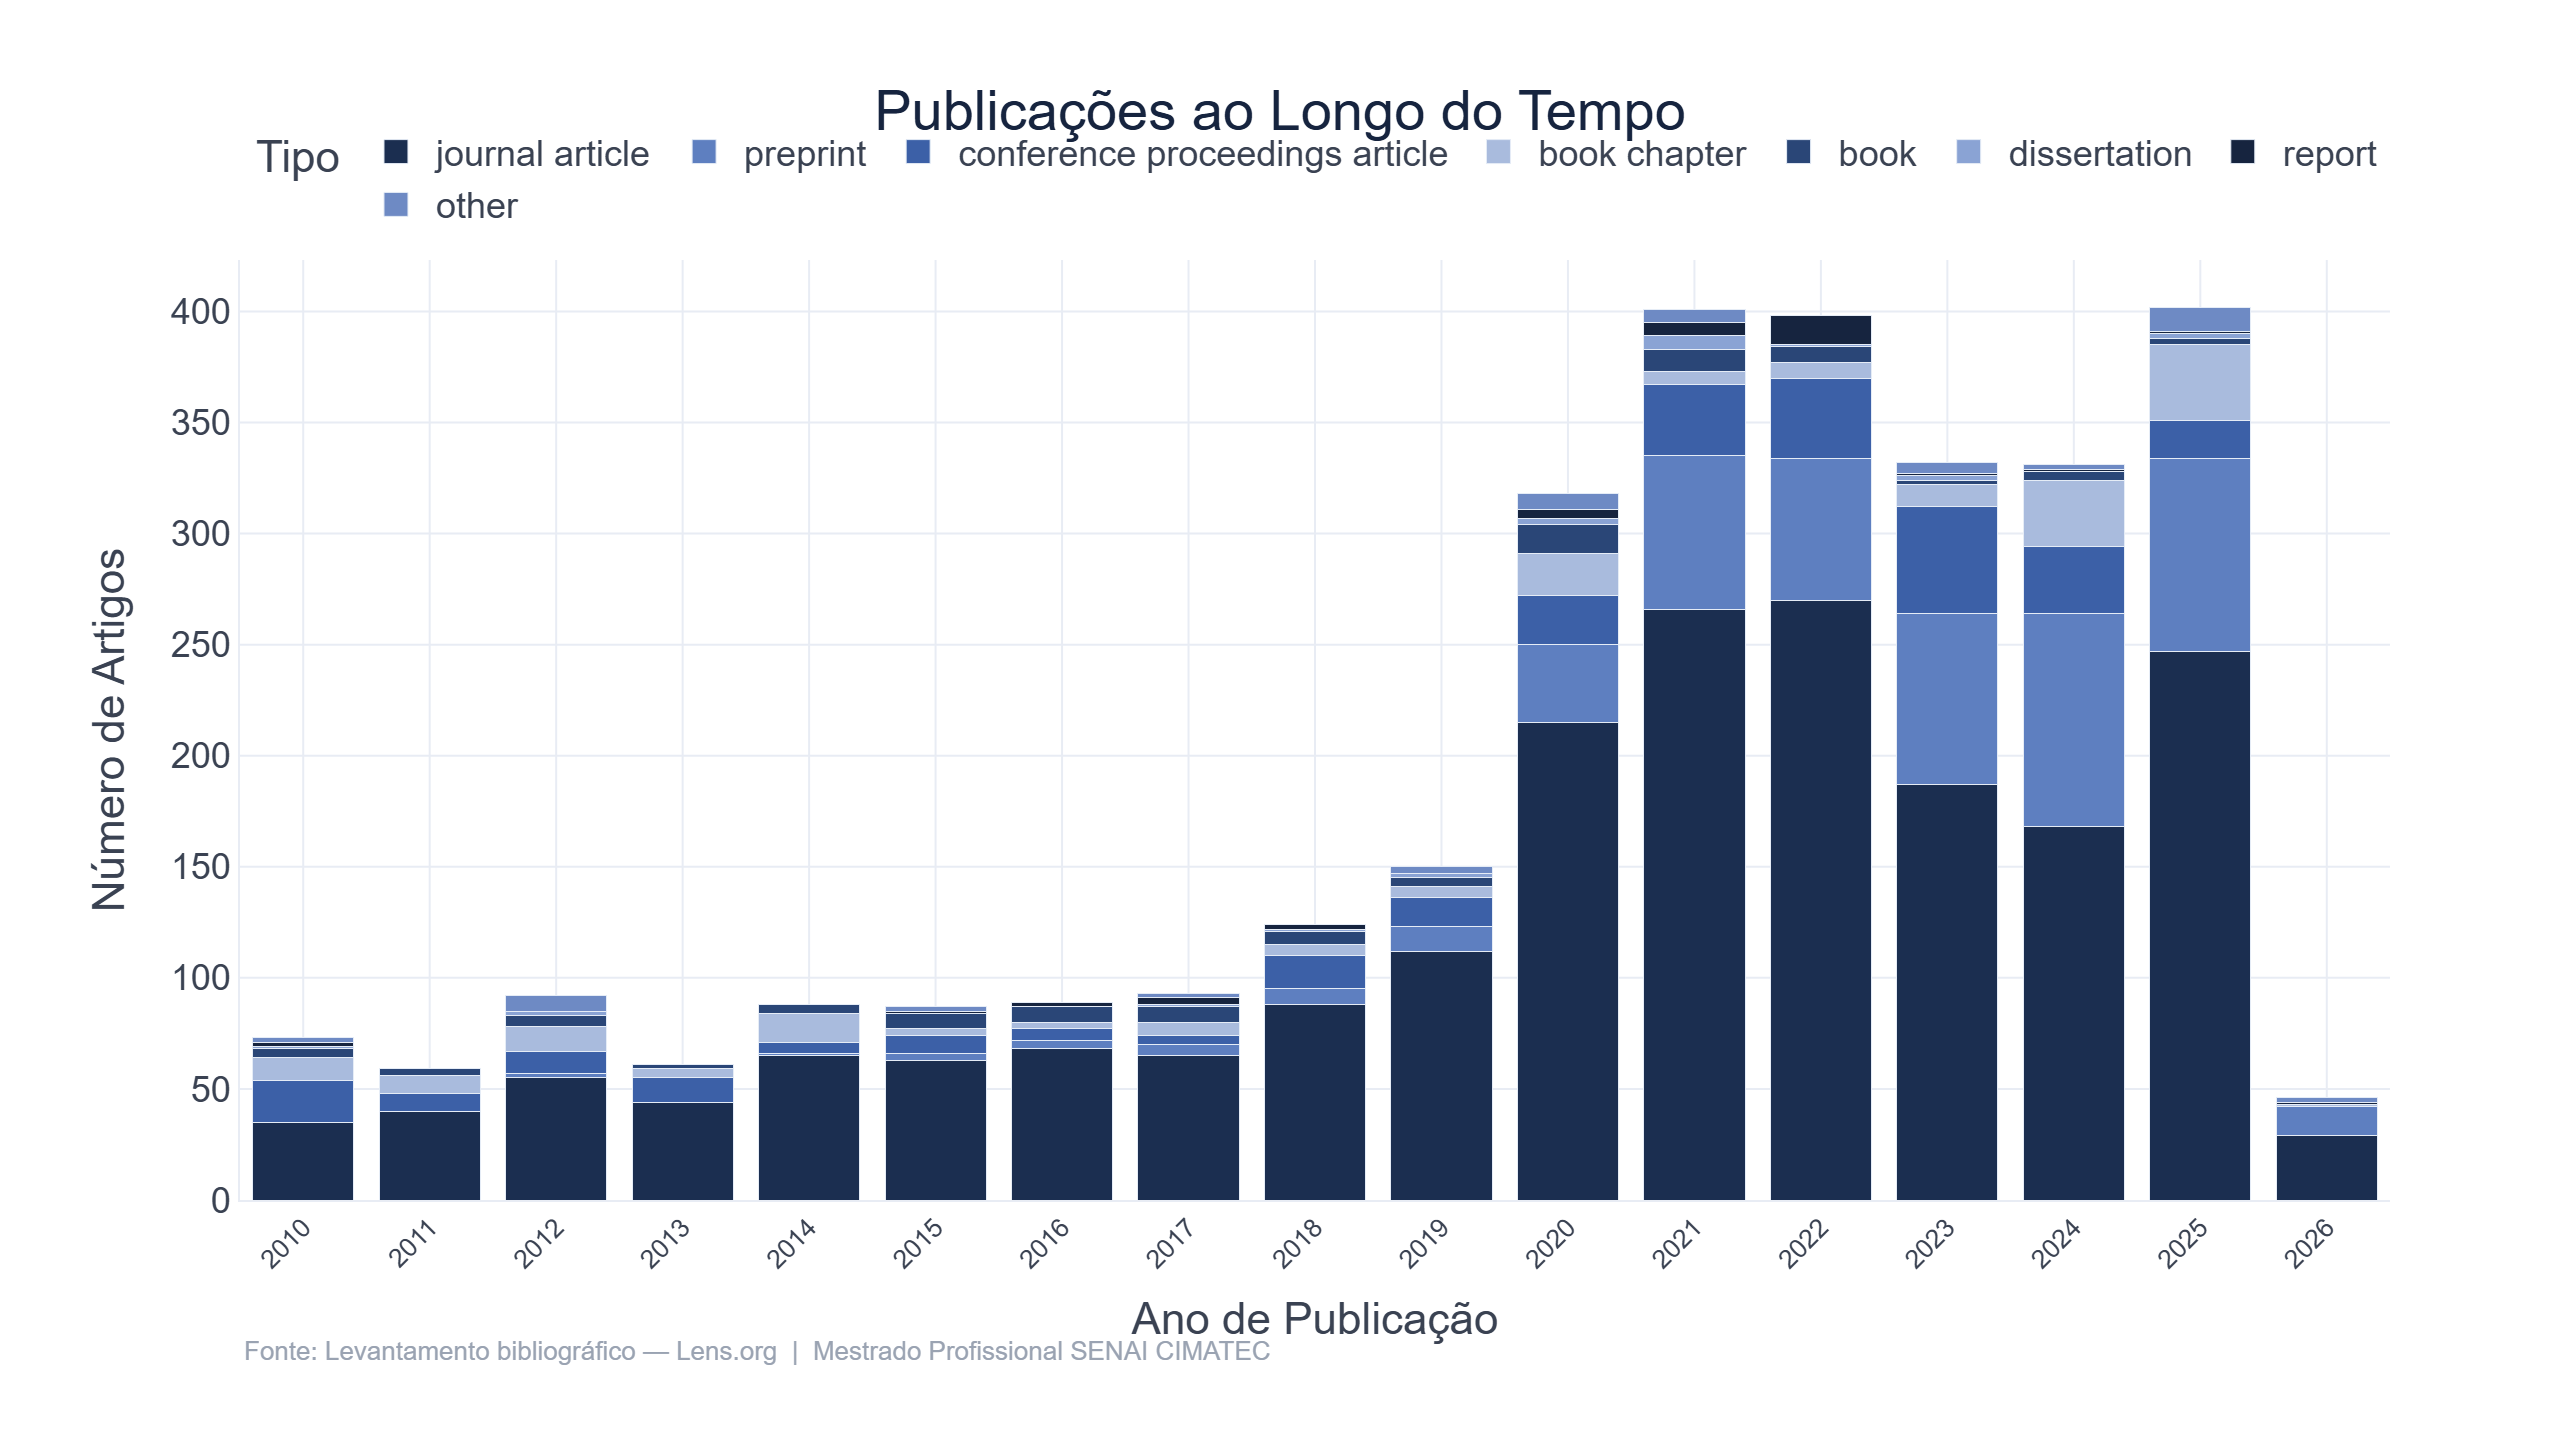 Publicações ao Longo do Tempo
Tipo journal article preprint conference proceedings article book chapter book dissertation report
other
400
350
300
250
200
150
100
50
0
Número de Artigos
2010 2011 2012 2013 2014 2015 2016 2017 2018 2019 2020 2021 2022 2023 2024 2025 2026
Ano de Publicação
Fonte: Levantamento bibliográfico — Lens.org | Mestrado Profissional SENAI CIMATEC